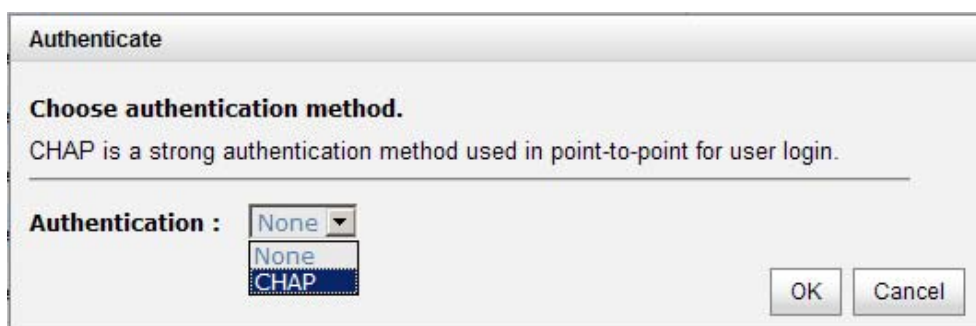 Authenticate
Choose authentication method.
CHAP is a strong authentication method used in point-to-point for user login.
Authentication : None
None
CHAP
OK Cancel